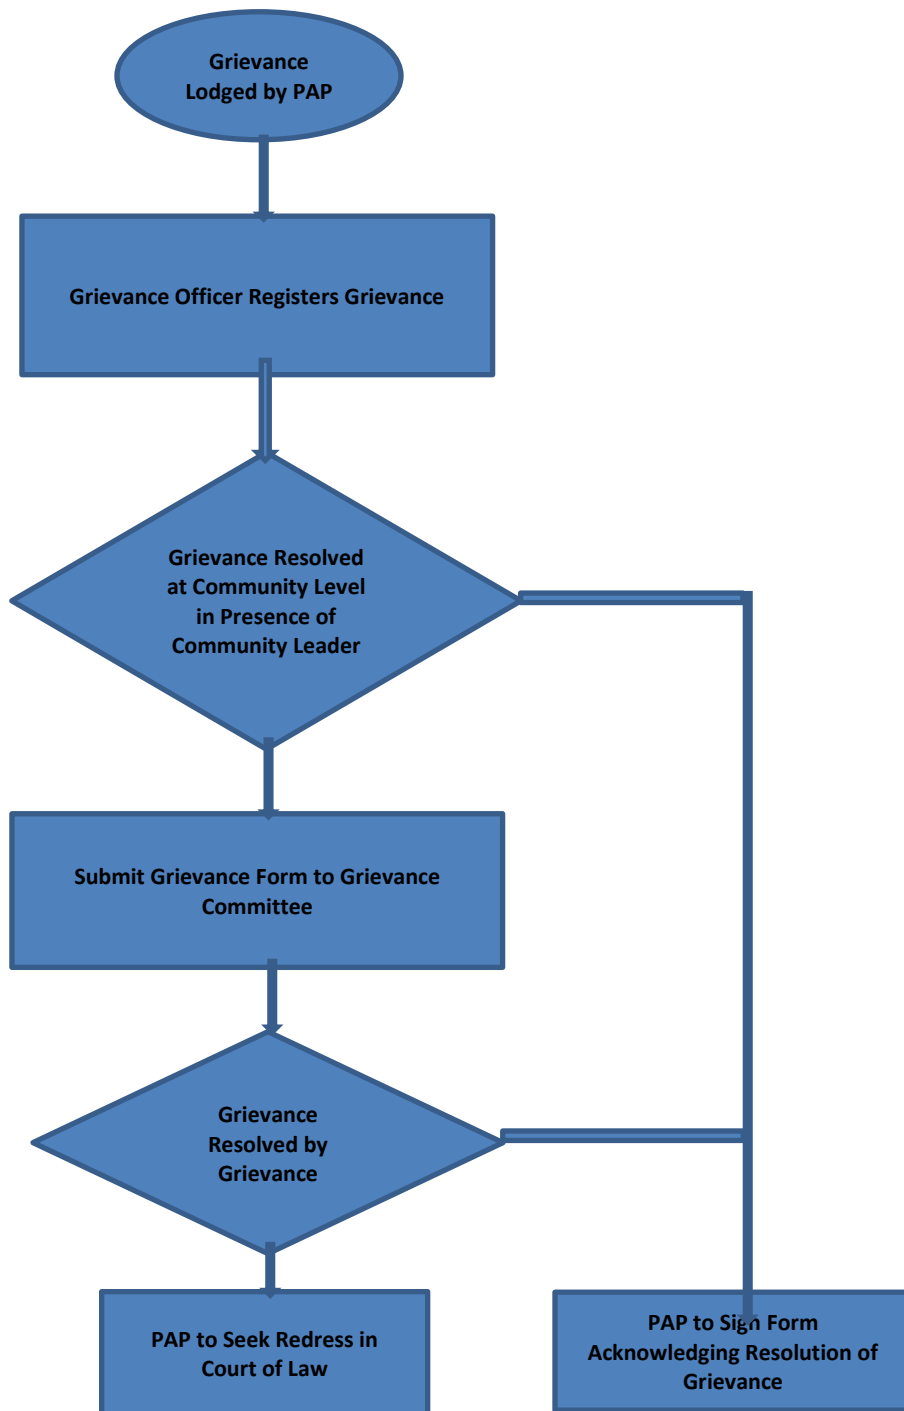 Grievance
Lodged by PAP
Grievance Officer Registers Grievance
Grievance Resolved
at Community Level
in Presence of
Community Leader
Submit Grievance Form to Grievance
Committee
Grievance
Resolved by
Grievance
PAP to Seek Redress in
Court of Law
PAP to Sign Form
Acknowledging Resolution of
Grievance